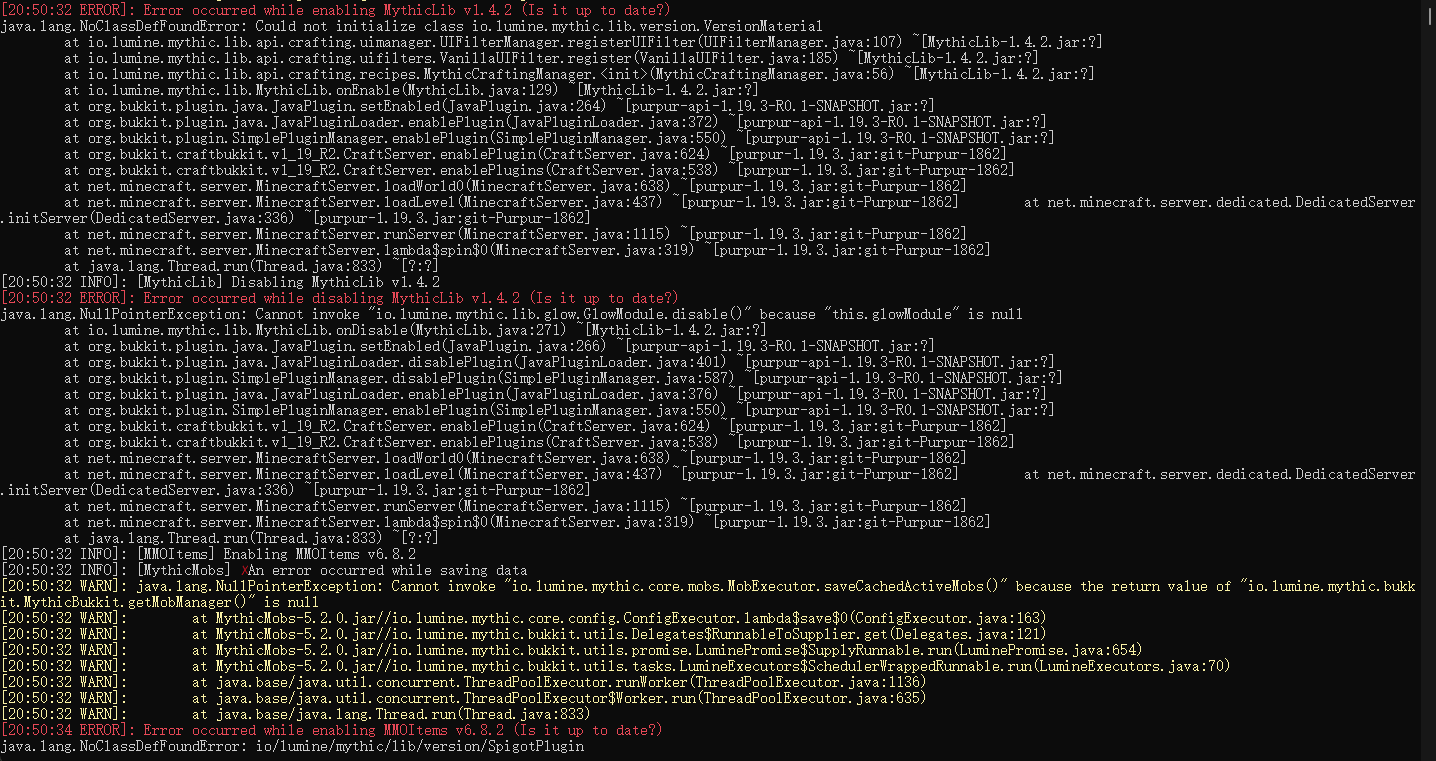 [20:50:32 ERROR]: Error occurred while enabling MythicLib v1.4.2 (Is it up to date?)
java.lang.NoClassDefFoundError: Could not initialize class io.lumine.mythic.lib.version.VersionMaterial
at io.lumine.mythic.lib.api.crafting.uimanager.UIFilterManager.registerUIFilter(UIFilterManager.java:107) ~[MythicLib-1.4.2.jar:?]
at io.lumine.mythic.lib.api.crafting.uifilters.VanillaUIFilter.register(VanillaUIFilter.java:185) ~[MythicLib-1.4.2.jar:?]
at io.lumine.mythic.lib.api.crafting.recipes.MythicCraftingManager.<init>(MythicCraftingManager.java:56) ~[MythicLib-1.4.2.jar:?]
at io.lumine.mythic.lib.MythicLib.onEnable(MythicLib.java:129) ~[MythicLib-1.4.2.jar:?]
at org.bukkit.plugin.java.JavaPlugin.setEnabled(JavaPlugin.java:264) ~[purpur-api-1.19.3-R0.1-SNAPSHOT.jar:?]
at org.bukkit.plugin.java.JavaPluginLoader.enablePlugin(JavaPluginLoader.java:372) ~[purpur-api-1.19.3-R0.1-SNAPSHOT.jar:?]
at org.bukkit.plugin.SimplePluginManager.enablePlugin(SimplePluginManager.java:550) ~[purpur-api-1.19.3-R0.1-SNAPSHOT.jar:?]
at org.bukkit.craftbukkit.v1_19_R2.CraftServer.enablePlugin(CraftServer.java:624) ~[purpur-1.19.3.jar:git-Purpur-1862]
at org.bukkit.craftbukkit.v1_19_R2.CraftServer.enablePlugins(CraftServer.java:538) ~[purpur-1.19.3.jar:git-Purpur-1862]
at net.minecraft.server.MinecraftServer.loadWorld0(MinecraftServer.java:638) ~[purpur-1.19.3.jar:git-Purpur-1862]
at net.minecraft.server.MinecraftServer.loadLevel(MinecraftServer.java:437) ~[purpur-1.19.3.jar:git-Purpur-1862] at net.minecraft.server.dedicated.DedicatedServer
.initServer(DedicatedServer.java:336) ~[purpur-1.19.3.jar:git-Purpur-1862]
at net.minecraft.server.MinecraftServer.runServer(MinecraftServer.java:1115) ~[purpur-1.19.3.jar:git-Purpur-1862]
at net.minecraft.server.MinecraftServer.lambda$spin$0(MinecraftServer.java:319) ~[purpur-1.19.3.jar:git-Purpur-1862]
at java.lang.Thread.run(Thread.java:833) ~[?:?]
[20:50:32 INFO]: [MythicLib] Disabling MythicLib v1.4.2
[20:50:32 ERROR]: Error occurred while disabling MythicLib v1.4.2 (Is it up to date?)
java.lang.NullPointerException: Cannot invoke "io.lumine.mythic.lib.glow.GlowModule.disable()" because "this.glowModule" is null
at io.lumine.mythic.lib.MythicLib.onDisable(MythicLib.java:271) ~[MythicLib-1.4.2.jar:?]
at org.bukkit.plugin.java.JavaPlugin.setEnabled(JavaPlugin.java:266) ~[purpur-api-1.19.3-R0.1-SNAPSHOT.jar:?]
at org.bukkit.plugin.java.JavaPluginLoader.disablePlugin(JavaPluginLoader.java:401) ~[purpur-api-1.19.3-R0.1-SNAPSHOT.jar:?]
at org.bukkit.plugin.SimplePluginManager.disablePlugin(SimplePluginManager.java:587) ~[purpur-api-1.19.3-R0.1-SNAPSHOT.jar:?]
at org.bukkit.plugin.java.JavaPluginLoader.enablePlugin(JavaPluginLoader.java:376) ~[purpur-api-1.19.3-R0.1-SNAPSHOT.jar:?]
at org.bukkit.plugin.SimplePluginManager.enablePlugin(SimplePluginManager.java:550) ~[purpur-api-1.19.3-R0.1-SNAPSHOT.jar:?]
at org.bukkit.craftbukkit.v1_19_R2.CraftServer.enablePlugin(CraftServer.java:624) ~[purpur-1.19.3.jar:git-Purpur-1862]
at org.bukkit.craftbukkit.v1_19_R2.CraftServer.enablePlugins(CraftServer.java:538) ~[purpur-1.19.3.jar:git-Purpur-1862]
at net.minecraft.server.MinecraftServer.loadWorld0(MinecraftServer.java:638) ~[purpur-1.19.3.jar:git-Purpur-1862]
at net.minecraft.server.MinecraftServer.loadLevel(MinecraftServer.java:437) ~[purpur-1.19.3.jar:git-Purpur-1862] at net.minecraft.server.dedicated.DedicatedServer
.initServer(DedicatedServer.java:336) ~[purpur-1.19.3.jar:git-Purpur-1862]
at net.minecraft.server.MinecraftServer.runServer(MinecraftServer.java:1115) ~[purpur-1.19.3.jar:git-Purpur-1862]
at net.minecraft.server.MinecraftServer.lambda$spin$0(MinecraftServer.java:319) ~[purpur-1.19.3.jar:git-Purpur-1862]
at java.lang.Thread.run(Thread.java:833) ~[?:?]
[20:50:32 INFO]: [MMOItems] Enabling MMOItems v6.8.2
[20:50:32 INFO]: [MythicMobs] ✗An error occurred while saving data
[20:50:32 WARN]: java.lang.NullPointerException: Cannot invoke "io.lumine.mythic.core.mobs.MobExecutor.saveCachedActiveMobs()" because the return value of "io.lumine.mythic.bukk
it.MythicBukkit.getMobManager()" is null
[20:50:32 WARN]: at MythicMobs-5.2.0.jar//io.lumine.mythic.core.config.ConfigExecutor.lambda$save$0(ConfigExecutor.java:163)
[20:50:32 WARN]: at MythicMobs-5.2.0.jar//io.lumine.mythic.bukkit.utils.Delegates$RunnableToSupplier.get(Delegates.java:121)
[20:50:32 WARN]: at MythicMobs-5.2.0.jar//io.lumine.mythic.bukkit.utils.promise.LuminePromise$SupplyRunnable.run(LuminePromise.java:654)
[20:50:32 WARN]: at MythicMobs-5.2.0.jar//io.lumine.mythic.bukkit.utils.tasks.LumineExecutors$SchedulerWrappedRunnable.run(LumineExecutors.java:70)
[20:50:32 WARN]: at java.base/java.util.concurrent.ThreadPoolExecutor.runWorker(ThreadPoolExecutor.java:1136)
[20:50:32 WARN]: at java.base/java.util.concurrent.ThreadPoolExecutor$Worker.run(ThreadPoolExecutor.java:635)
[20:50:32 WARN]: at java.base/java.lang.Thread.run(Thread.java:833)
[20:50:34 ERROR]: Error occurred while enabling MMOItems v6.8.2 (Is it up to date?)
java.lang.NoClassDefFoundError: io/lumine/mythic/lib/version/SpigotPlugin